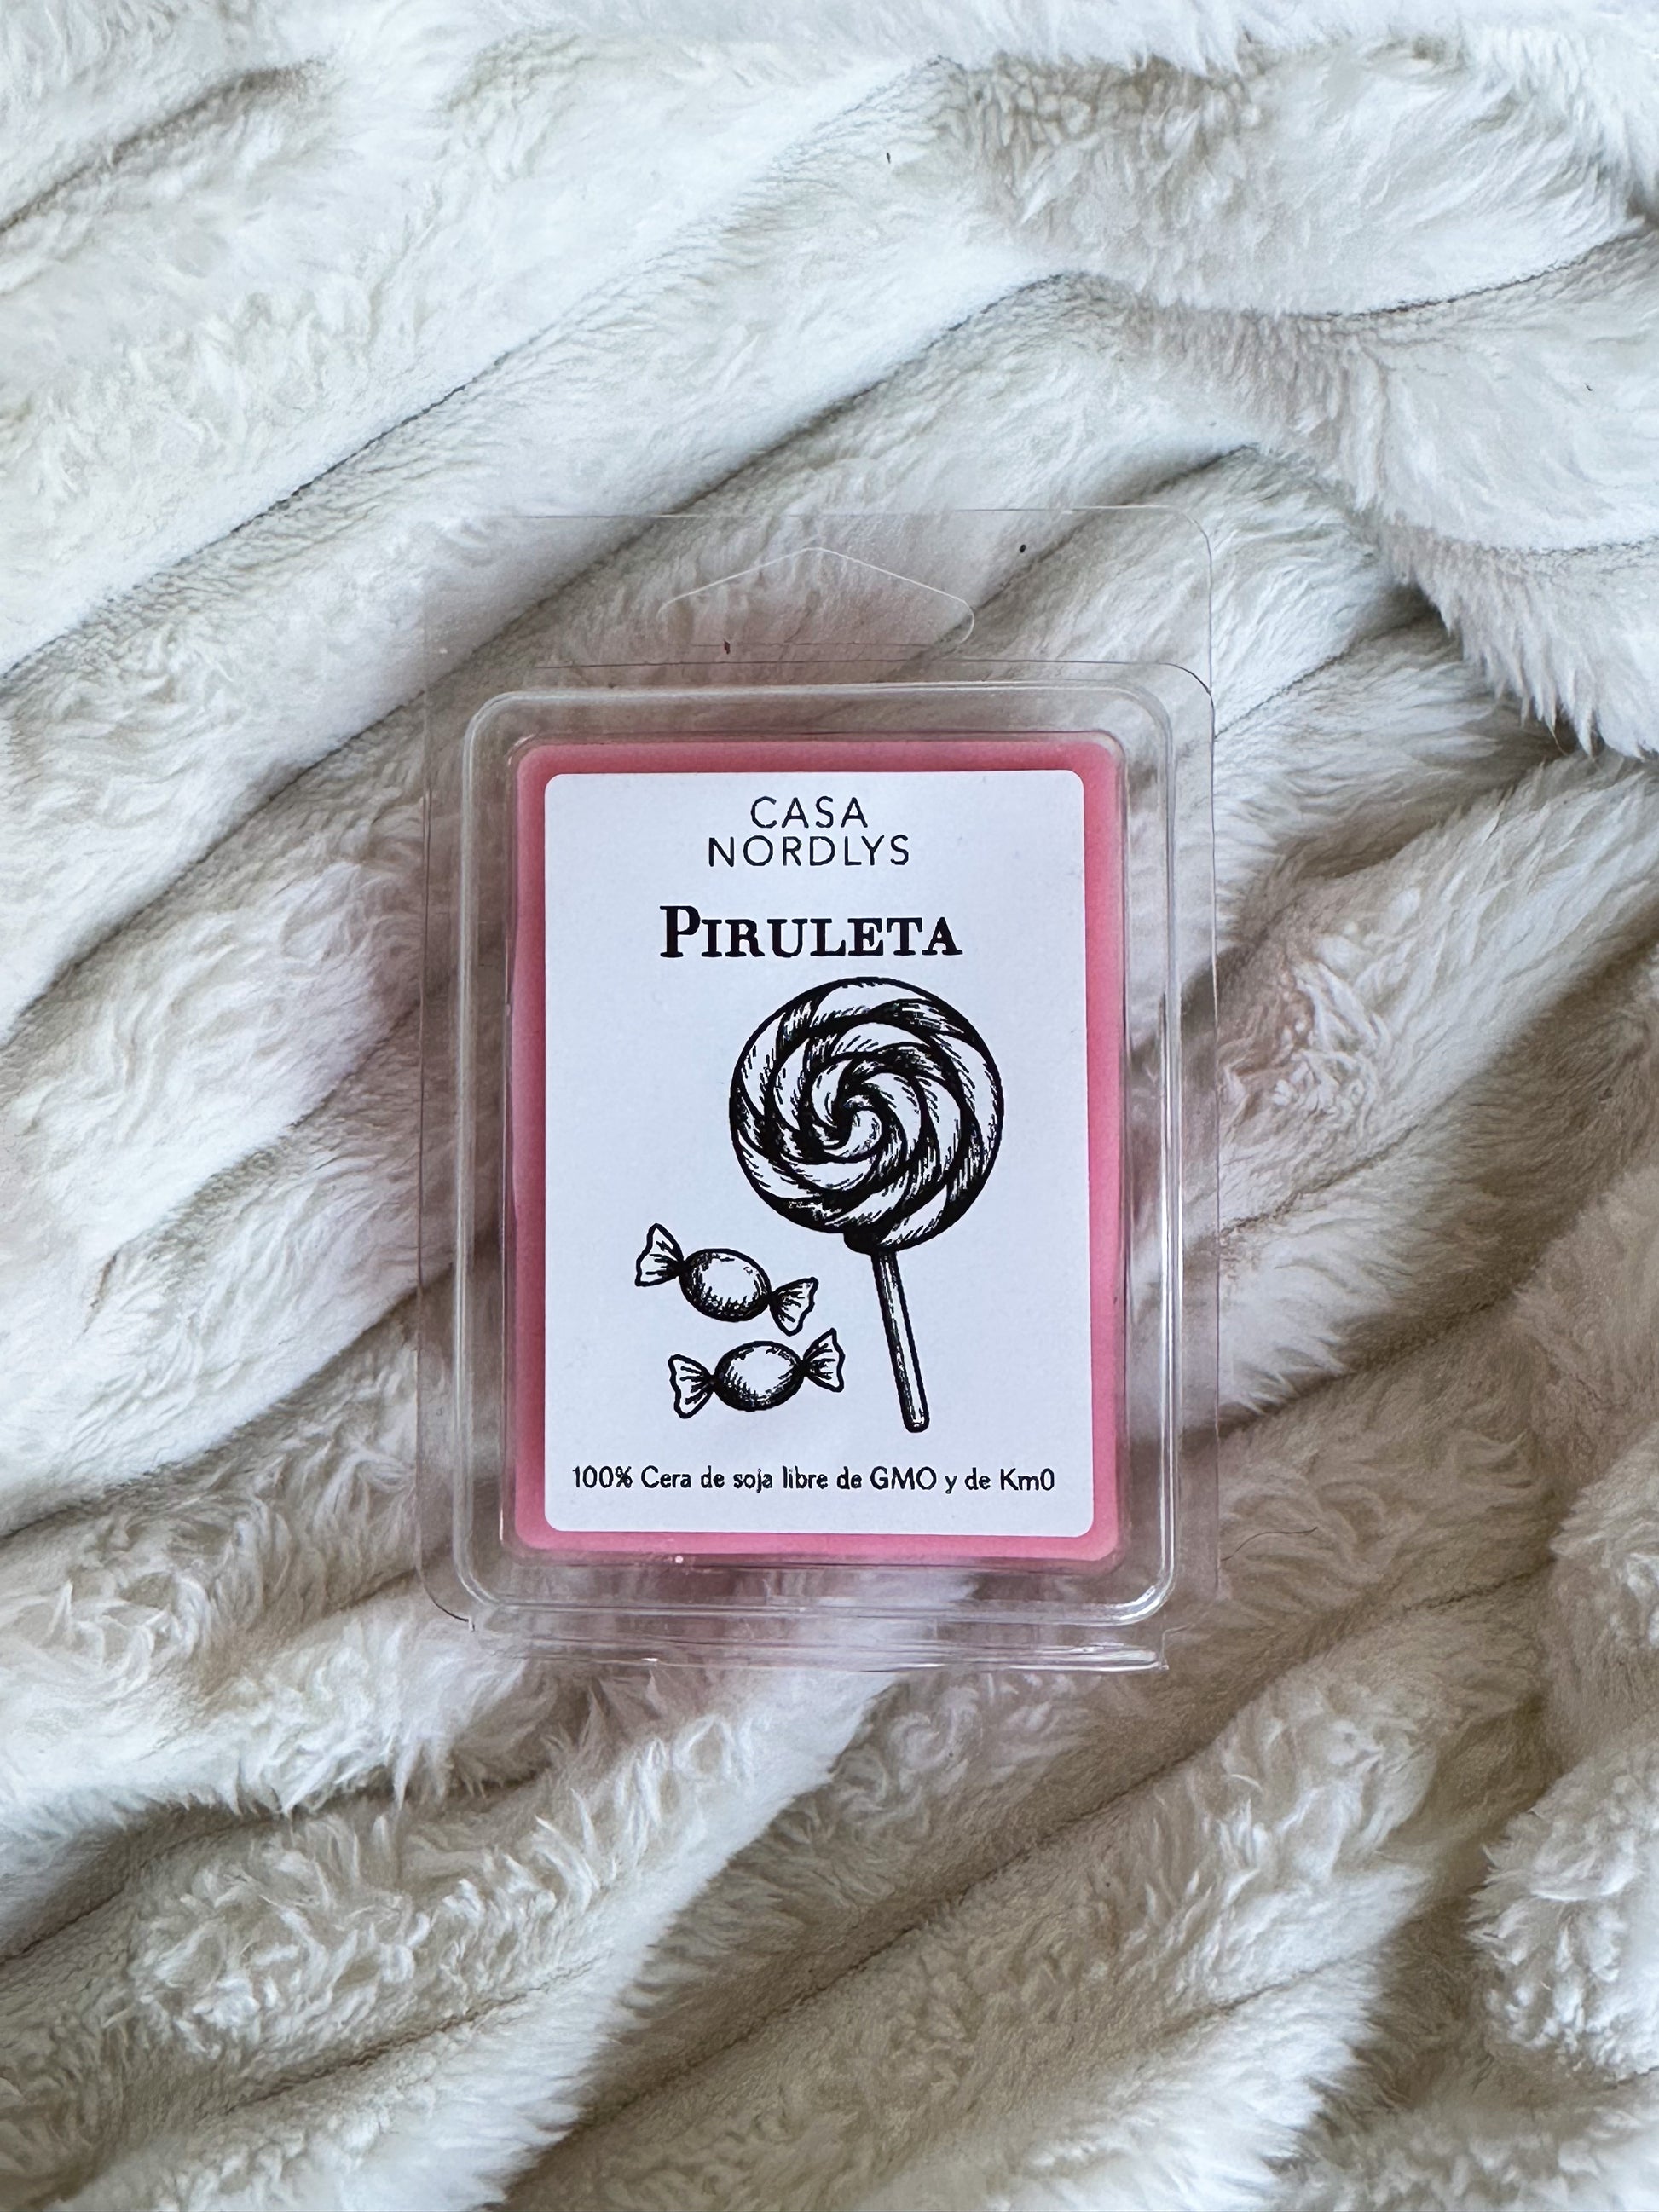 CASA
NORDLYS
PIRULETA
100% Cera de soja libre de GMO y de Km0